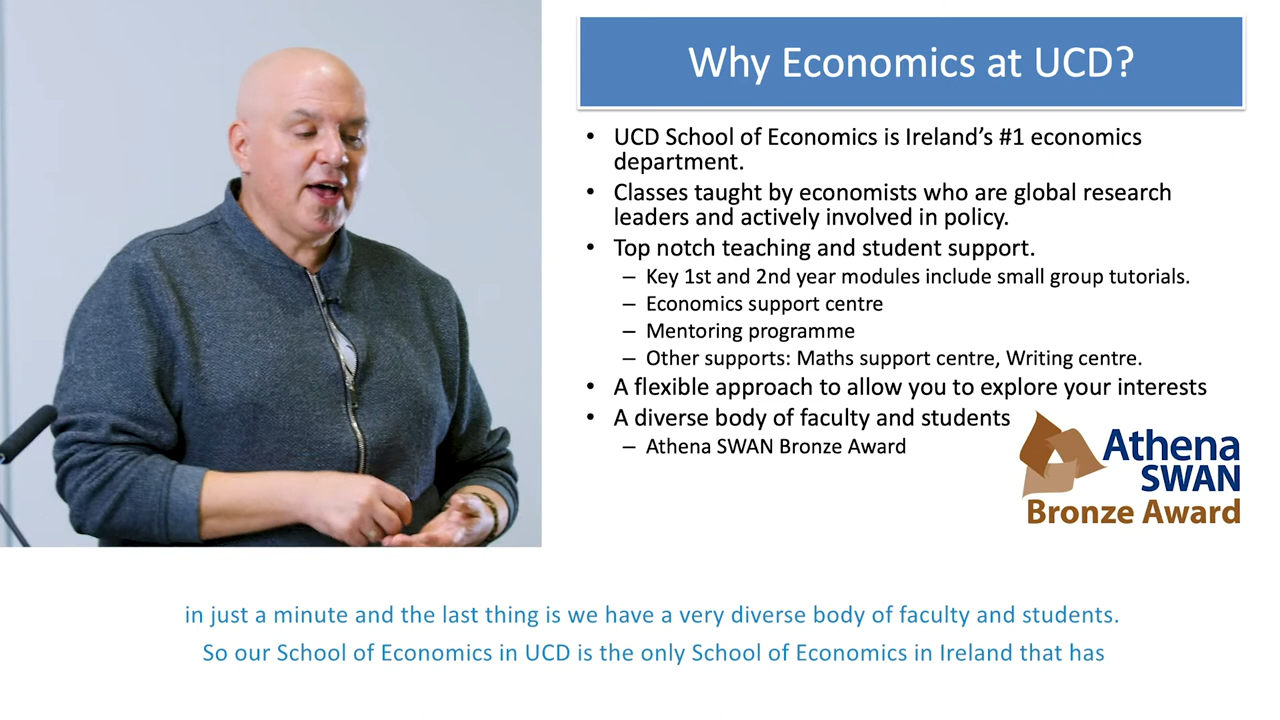 Why Economics at UCD?
• UCD School of Economics is Ireland's #1 economics
department.
• Classes taught by economists who are global research
leaders and actively involved in policy.
• Top notch teaching and student support.
– Key 1st and 2nd year modules include small group tutorials.
– Economics support centre
– Mentoring programme
– Other supports: Maths support centre, Writing centre.
• A flexible approach to allow you to explore your interests
• A diverse body of faculty and students
– Athena SWAN Bronze Award
Athena
SWAN
Bronze Award
in just a minute and the last thing is we have a very diverse body of faculty and students.
So our School of Economics in UCD is the only School of Economics in Ireland that has